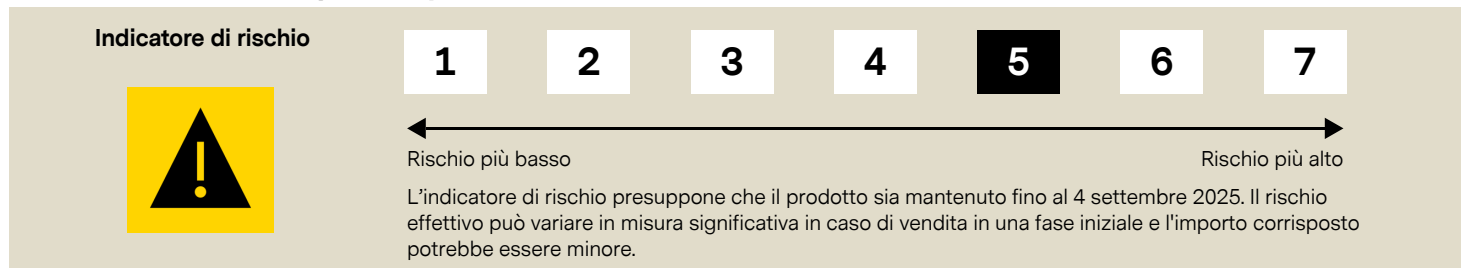 Indicatore di rischio
1 2 3 4 5 6 7
Rischio più basso Rischio più alto
L'indicatore di rischio presuppone che il prodotto sia mantenuto fino al 4 settembre 2025. Il rischio
effettivo può variare in misura significativa in caso di vendita in una fase iniziale e l'importo corrisposto
potrebbe essere minore.